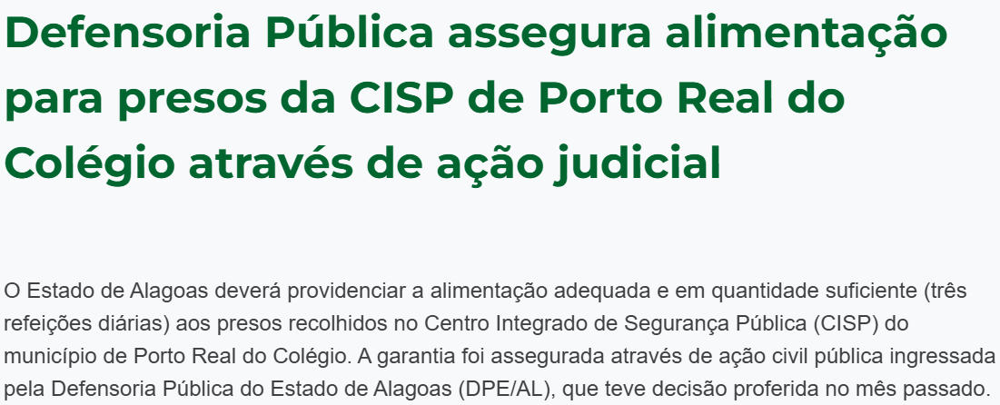 Defensoria Pública assegura alimentação
para presos da CISP de Porto Real do
Colégio através de ação judicial
O Estado de Alagoas deverá providenciar a alimentação adequada e em quantidade suficiente (três
refeições diárias) aos presos recolhidos no Centro Integrado de Segurança Pública (CISP) do
município de Porto Real do Colégio. A garantia foi assegurada através de ação civil pública ingressada
pela Defensoria Pública do Estado de Alagoas (DPE/AL), que teve decisão proferida no mês passado.